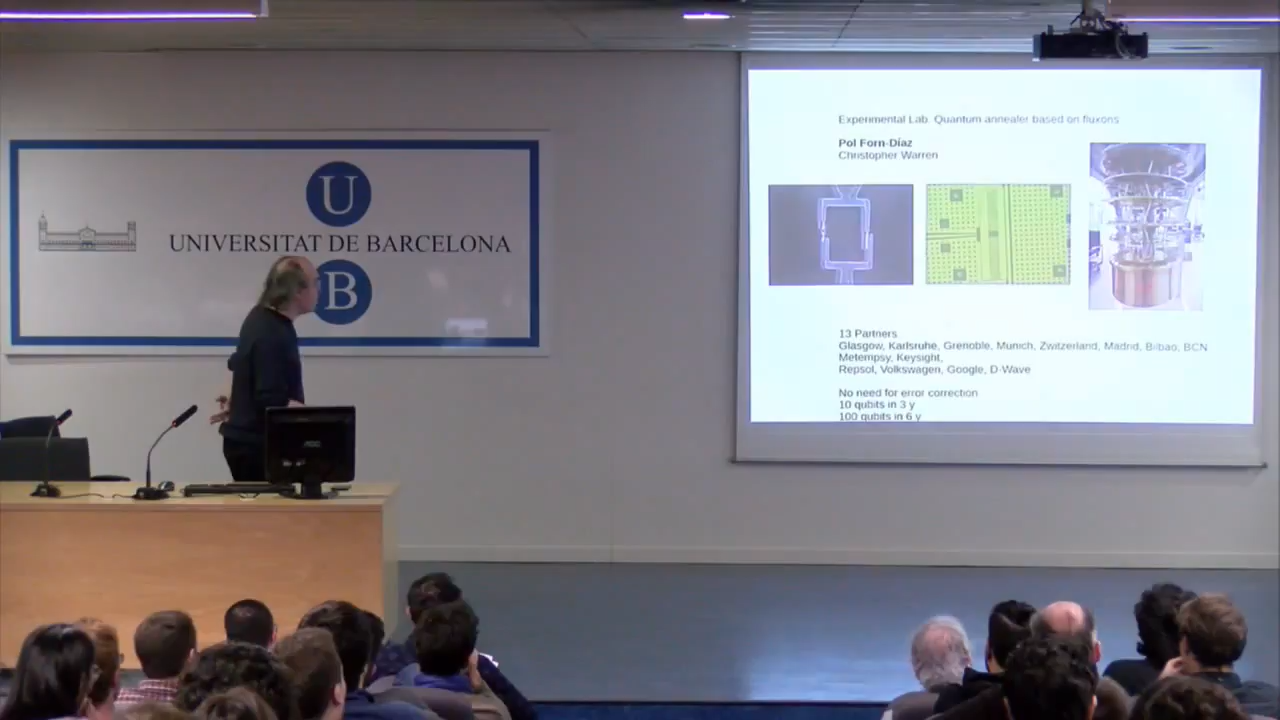 U
UNIVERSITAT DE BARCELONA
B
Experimental Lab. Quantum annealer based on fluxons
Pol Forn-Díaz
Christopher Warren
13 Partners
Glasgow, Karlsruhe, Grenoble, Munich, Zwitzerland, Madrid, Bilbao, BCN
Metempsy, Keysight,
Repsol, Volkswagen, Google, D-Wave
No need for error correction
10 qubits in 3 y
100 qubits in 6 y
AOC